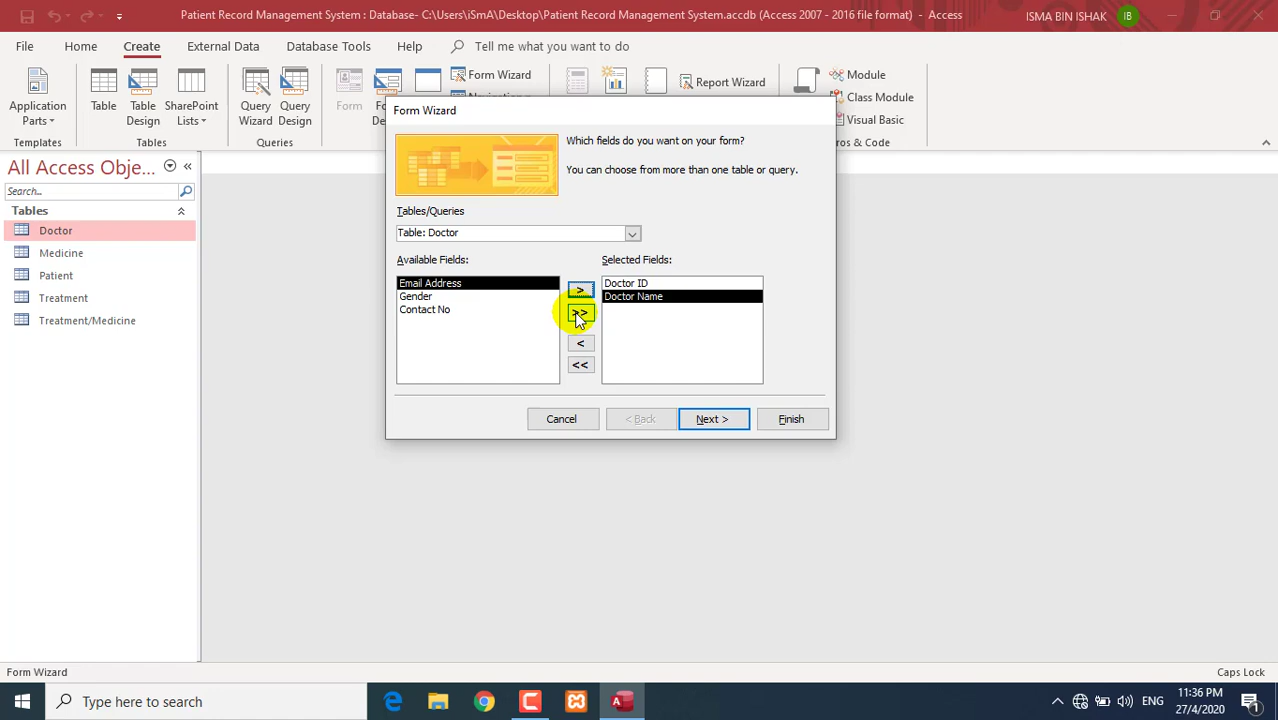 Patient Record Management System : Database- C:\Users\iSmA\Desktop\Patient Record Management System.accdb (Access 2007 - 2016 file format) - Access
ISMA BIN ISHAK
IB
File
Home
Create
External Data
Database Tools
Help
Tell me what you want to do
Application
Parts
Templates
Table
Table
Design
SharePoint
Lists
Tables
Query
Wizard
Query
Design
Queries
Form
Form Wizard
Report Wizard
Module
Class Module
Visual Basic
All Access Obje...
Search...
Tables
Doctor
Medicine
Patient
Treatment
Treatment/Medicine
Form Wizard
Which fields do you want on your form?
You can choose from more than one table or query.
Tables/Queries
Table: Doctor
Available Fields:
Email Address
Gender
Contact No
>
>>
<
<<
Selected Fields:
Doctor ID
Doctor Name
Cancel
< Back
Next >
Finish
Form Wizard
Caps Lock
Type here to search
ENG
11:36 PM
27/4/2020
1